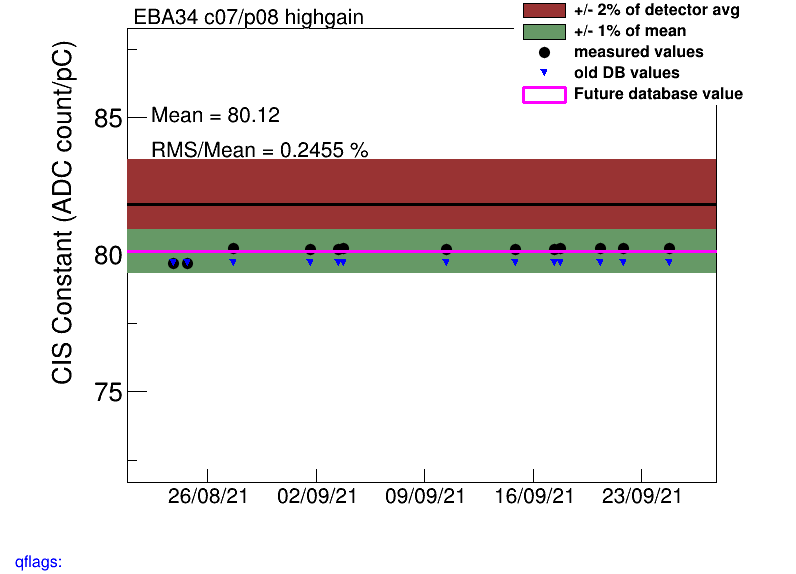 EBA34 c07/p08 highgain
+/- 2% of detector avg
+/- 1% of mean
measured values
old DB values
Future database value
Mean = 80.12
RMS/Mean = 0.2455 %
CIS Constant (ADC count/pC)
85
80
75
26/08/21 02/09/21 09/09/21 16/09/21 23/09/21
qflags: